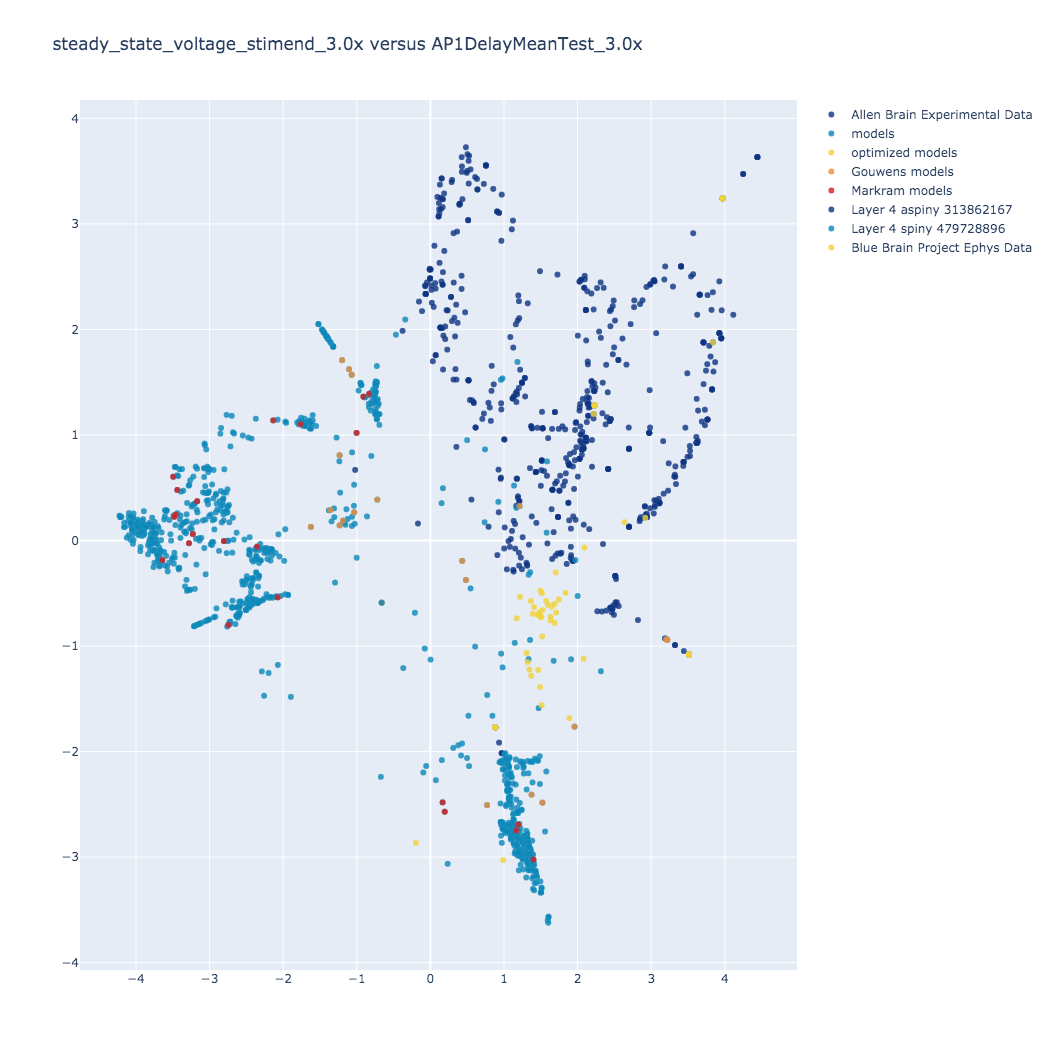 steady_state_voltage_stimend_3.0x versus AP1DelayMeanTest_3.0x
Allen Brain Experimental Data
models
optimized models
Gouwens models
Markram models
Layer 4 aspiny 313862167
Layer 4 spiny 479728896
Blue Brain Project Ephys Data
4
3
2
1
0
−1
−2
−3
−4
−4 −3 −2 −1 0 1 2 3 4